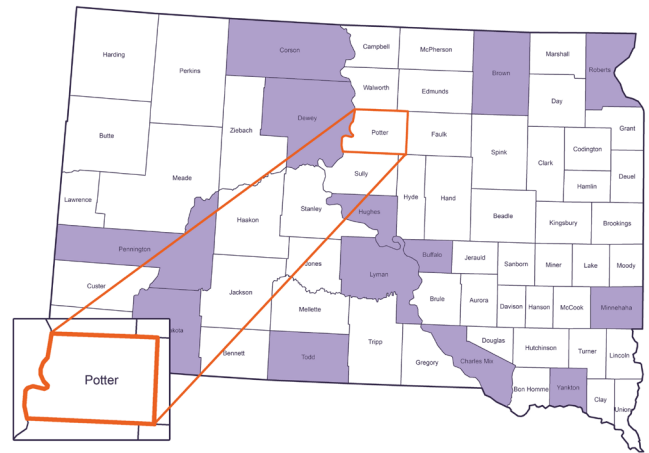 Harding
Perkins
Corson
Campbell
McPherson
Brown
Marshall
Roberts
Walworth
Edmunds
Day
Dewey
Ziebach
Potter
Faulk
Grant
Butte
Spink
Codington
Clark
Meade
Sully
Deuel
Hamlin
Lawrence
Hyde
Hand
Stanley
Hughes
Haakon
Beadle
Kingsbury
Brookings
Pennington
Buffalo
Jerauld
Sanborn
Miner
Lake
Moody
Jones
Lyman
Custer
Jackson
Brule
Aurora
Davison
Hanson
McCook
Minnehaha
Mellette
kota
Tripp
Douglas
Hutchinson
Turner
Lincoln
Bennett
Todd
Gregory
Charles Mix
Potter
Bon Homme
Yankton
Clay
Union